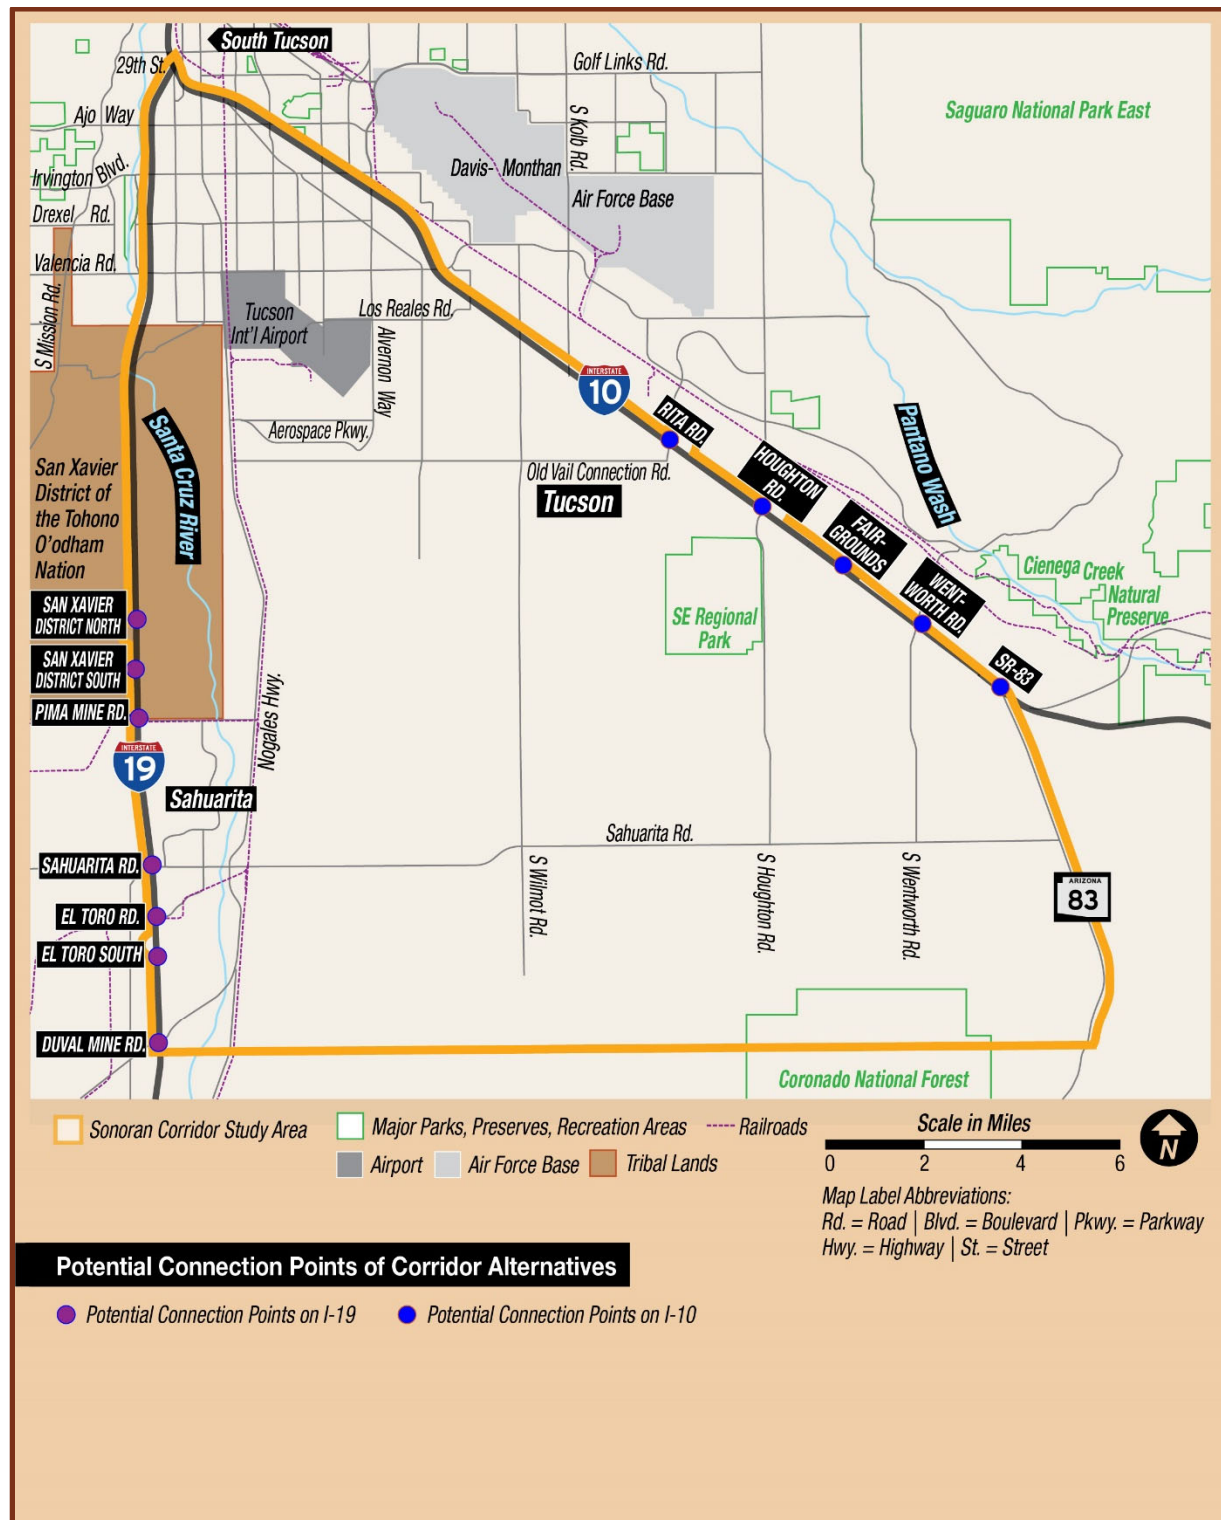 South Tucson
29th St.
Golf Links Rd.
Ajo Way
S Kolb Rd.
Saguaro National Park East
Irvington Blvd.
Davis- Monthan
Air Force Base
Drexel Rd.
Valencia Rd.
S Mission Rd.
Tucson
Int'l Airport
Los Reales Rd.
Alvernon Way
INTERSTATE
10
RITA RD.
Aerospace Pkwy.
Santa Cruz River
Pantano Wash
San Xavier
District of
the Tohono
O'odham
Nation
Old Vail Connection Rd.
Tucson
HOUGHTON
RD.
FAIR-
GROUNDS
WENT-
WORTH RD.
Cienega Creek
Natural
Preserve
SAN XAVIER
DISTRICT NORTH
SE Regional
Park
SAN XAVIER
DISTRICT SOUTH
SR-83
PIMA MINE RD.
Nogales Hwy.
INTERSTATE
19
Sahuarita
Sahuarita Rd.
SAHUARITA RD.
S Wilmot Rd.
S Houghton Rd.
S Wentworth Rd.
ARIZONA
83
EL TORO RD.
EL TORO SOUTH
DUVAL MINE RD.
Coronado National Forest
Sonoran Corridor Study Area
Major Parks, Preserves, Recreation Areas
Railroads
Airport
Air Force Base
Tribal Lands
Scale in Miles
0 2 4 6
N
Map Label Abbreviations:
Rd. = Road | Blvd. = Boulevard | Pkwy. = Parkway
Hwy. = Highway | St. = Street
Potential Connection Points of Corridor Alternatives
Potential Connection Points on I-19
Potential Connection Points on I-10